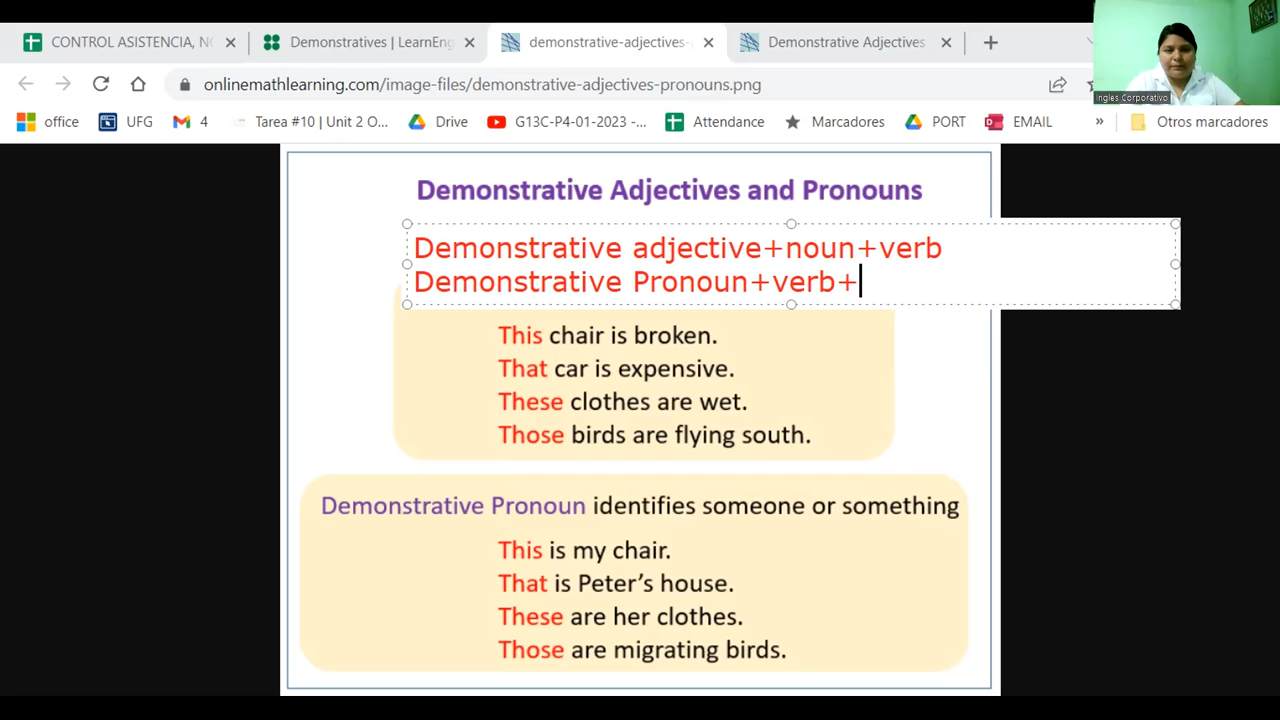 CONTROL ASISTENCIA, NO
Demonstratives | LearnEng
demonstrative-adjectives-
Demonstrative Adjectives
onlinemathlearning.com/image-files/demonstrative-adjectives-pronouns.png
Ingles Corporativo
office
UFG
4
Tarea #10 | Unit 2 O...
Drive
G13C-P4-01-2023 -...
Attendance
Marcadores
PORT
EMAIL
»
Otros marcadores
Demonstrative Adjectives and Pronouns
Demonstrative adjective+noun+verb
Demonstrative Pronoun+verb+
This chair is broken.
That car is expensive.
These clothes are wet.
Those birds are flying south.
Demonstrative Pronoun identifies someone or something
This is my chair.
That is Peter's house.
These are her clothes.
Those are migrating birds.